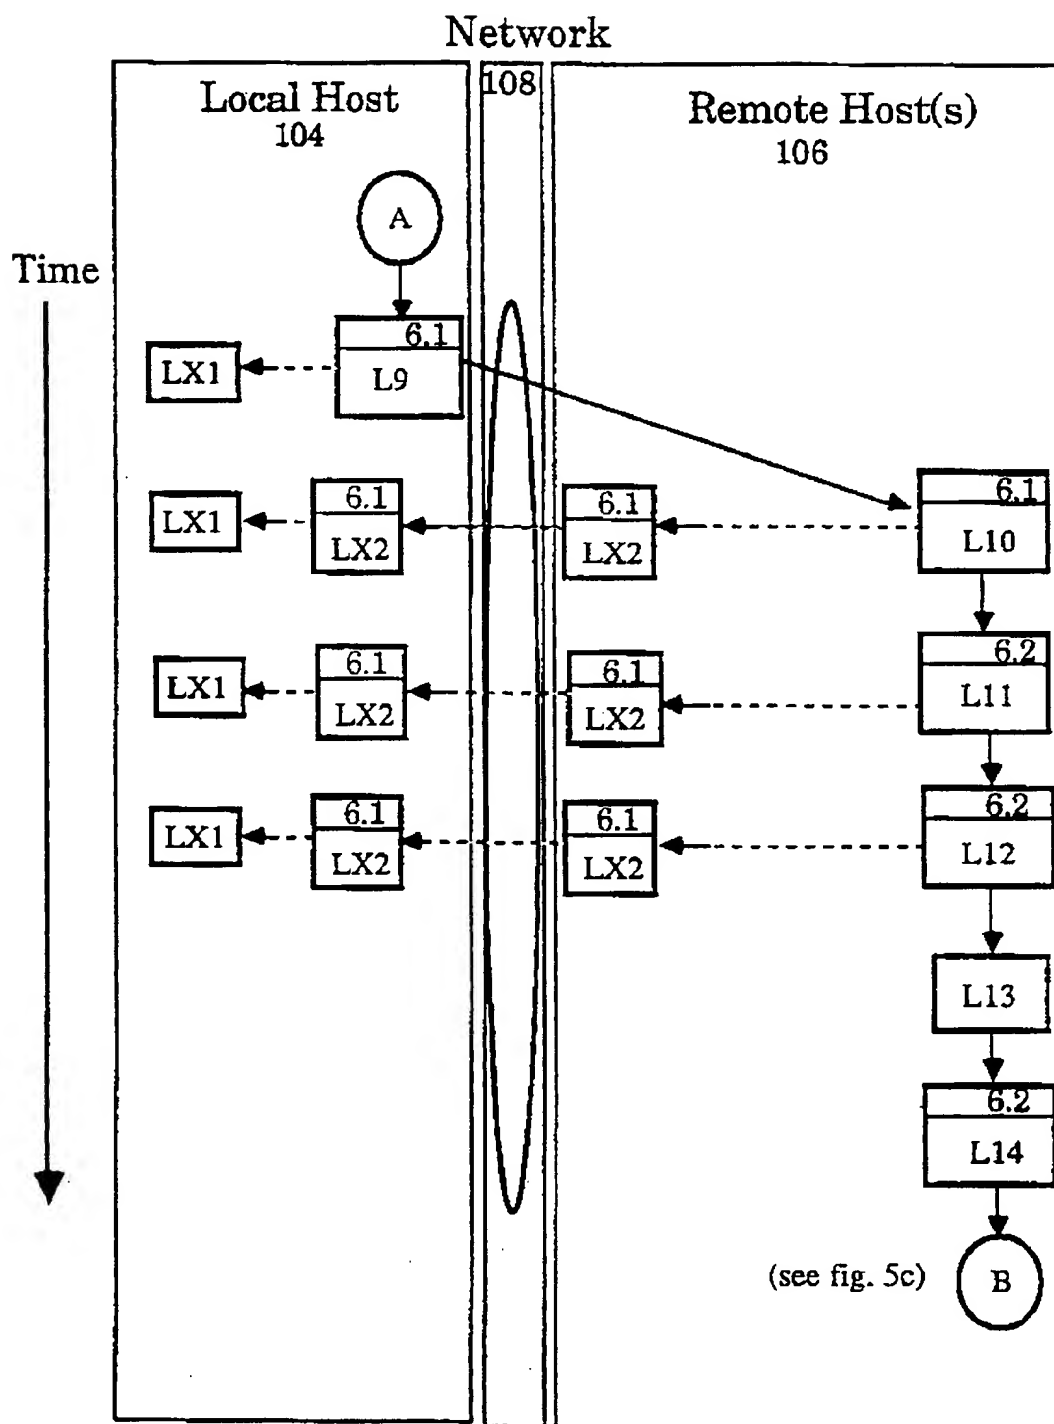 Network
108
Local Host
104
Remote Host(s)
106
A
Time
6.1
LX1
L9
6.1
6.1
6.1
LX1
LX2
LX2
L10
6.1
6.1
6.2
LX1
LX2
LX2
L11
6.1
6.1
6.2
LX1
LX2
LX2
L12
L13
6.2
L14
(see fig. 5c)
B